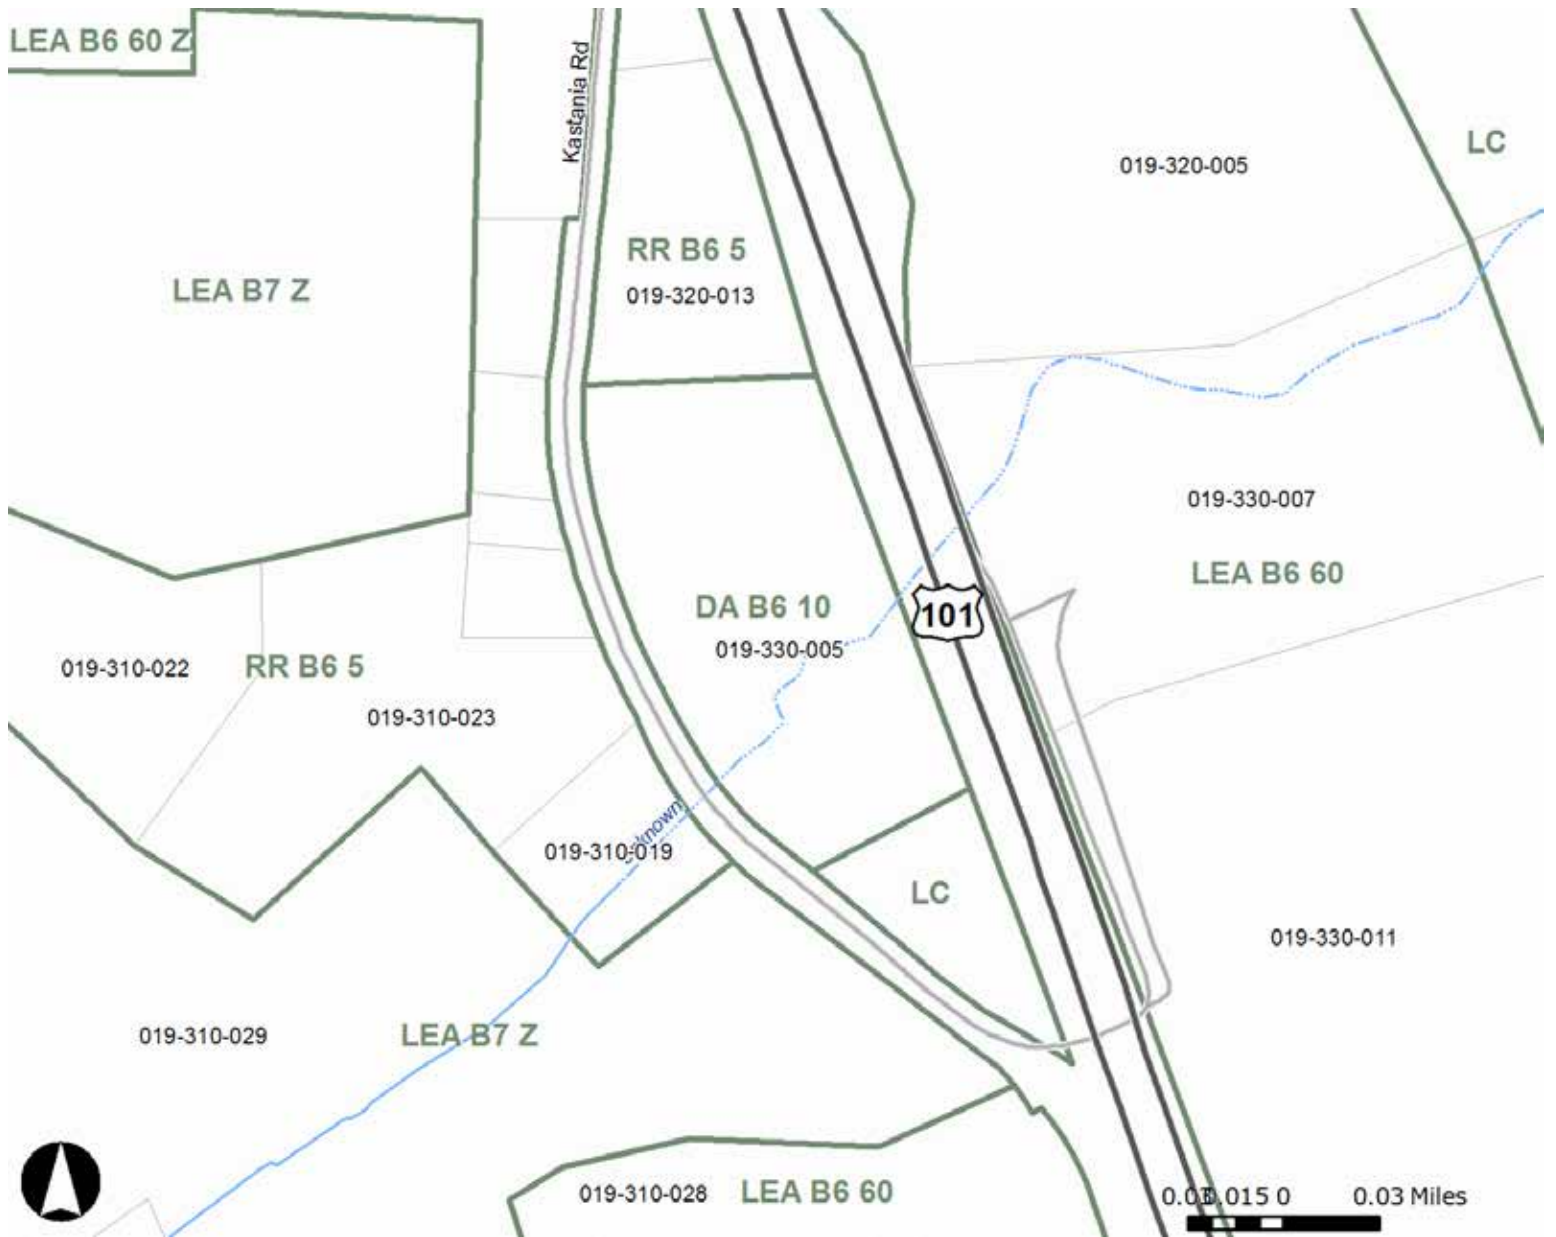 LEA B6 60 Z
Kastania Rd
LC
019-320-005
RR B6 5
019-320-013
LEA B7 Z
019-330-007
LEA B6 60
DA B6 10
101
019-330-005
019-310-022
RR B6 5
019-310-023
019-310-019
LC
019-330-011
019-310-029
LEA B7 Z
019-310-028
LEA B6 60
0.015 0
0.03 Miles